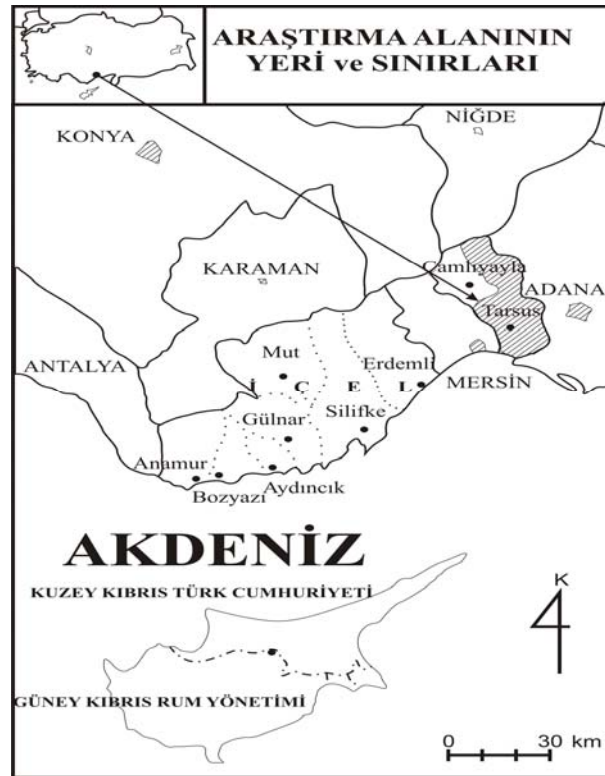 ARAŞTIRMA ALANININ
YERİ ve SINIRLARI
NİĞDE
KONYA
Çamlıyayla
KARAMAN
ADANA
Tarsus
ANTALYA
Mut
Erdemli
MERSİN
İ Ç E L
Gülnar
Silifke
Anamur
Aydıncık
Bozyazı
AKDENİZ
KUZEY KIBRIS TÜRK CUMHURİYETİ
K
GÜNEY KIBRIS RUM YÖNETİMİ
0 30 km